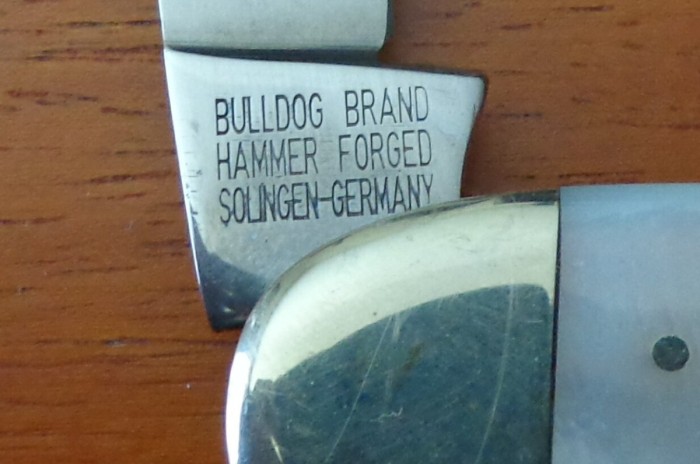 BULLDOG BRAND
HAMMER FORGED
SOLINGEN-GERMANY